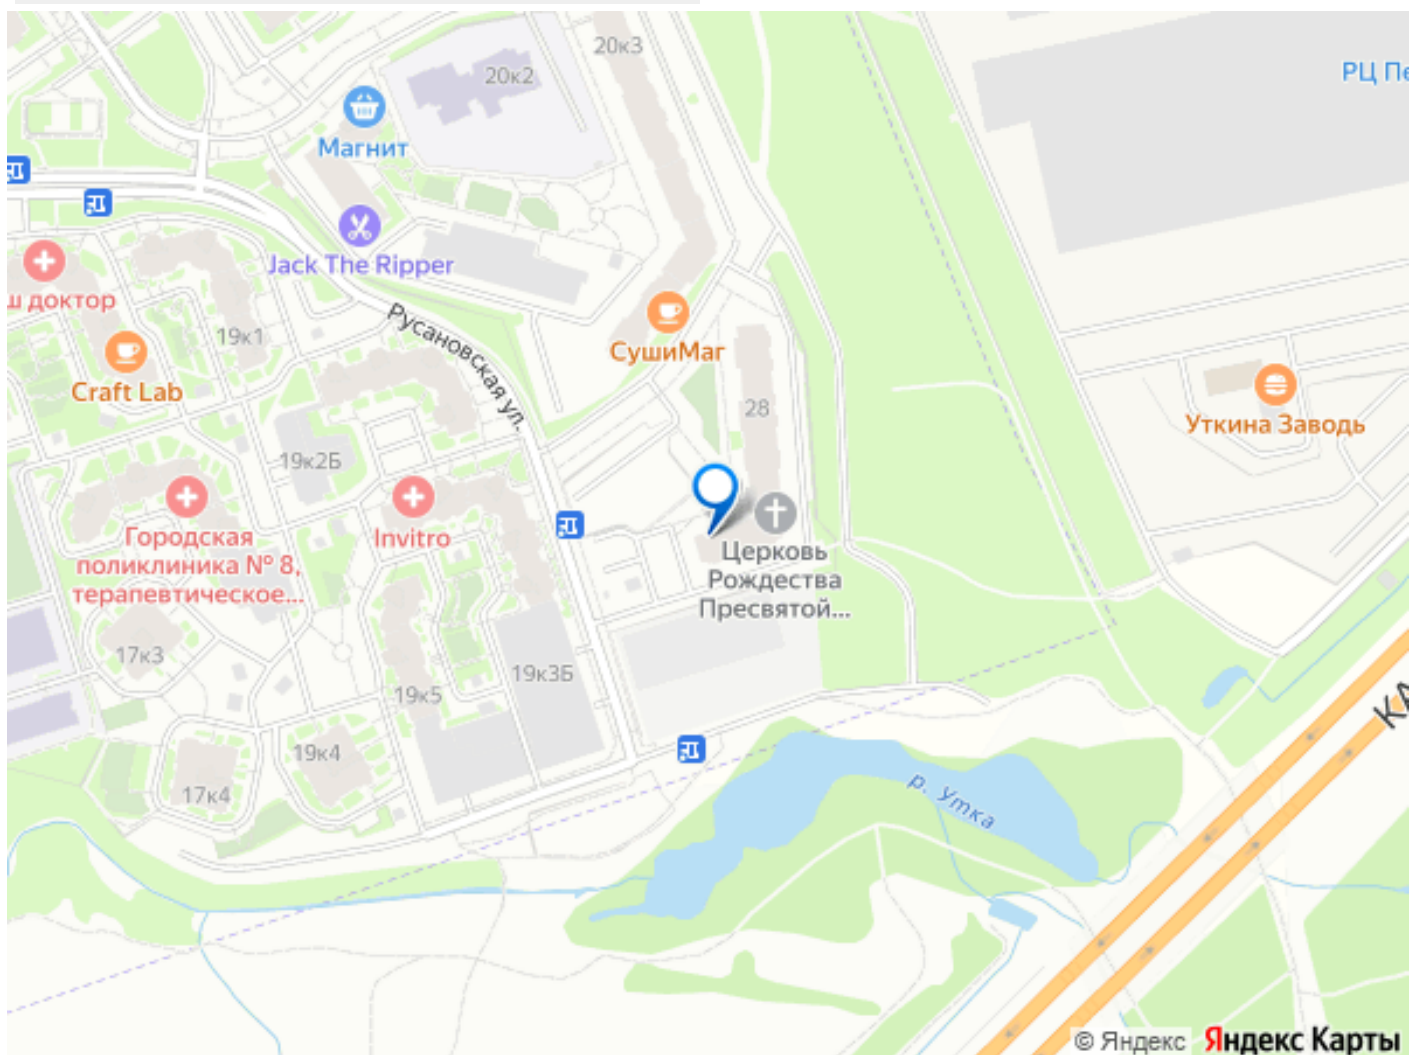 20к3
20к2
РЦ Пе
Магнит
Jack The Ripper
ш доктор
19к1
Русановская ул.
СушиМаг
Craft Lab
28
Уткина Заводь
19к2Б
Городская
поликлиника № 8,
терапевтическое...
Invitro
Церковь
Рождества
Пресвятой...
17к3
19к5
19к3Б
КА
19к4
17к4
р. Утка
© Яндекс Яндекс Карты